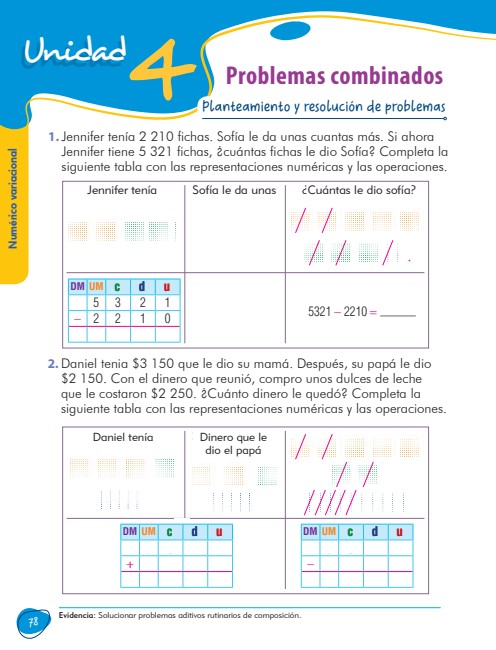 Unidad 4
Problemas combinados
Planteamiento y resolución de problemas
Numérico variacional
1. Jennifer tenía 2 210 fichas. Sofía le da unas cuantas más. Si ahora
Jennifer tiene 5 321 fichas, ¿cuántas fichas le dio Sofía? Completa la
siguiente tabla con las representaciones numéricas y las operaciones.
Jennifer tenía Sofía le da unas ¿Cuántas le dio sofía?
DM UM c d u
5 3 2 1
– 2 2 1 0
5321 – 2210 = ______
2. Daniel tenia $3 150 que le dio su mamá. Después, su papá le dio
$2 150. Con el dinero que reunió, compro unos dulces de leche
que le costaron $2 250. ¿Cuánto dinero le quedó? Completa la
siguiente tabla con las representaciones numéricas y las operaciones.
Daniel tenía Dinero que le
dio el papá
DM UM c d u DM UM c d u
+ –
Evidencia: Solucionar problemas aditivos rutinarios de composición.
78